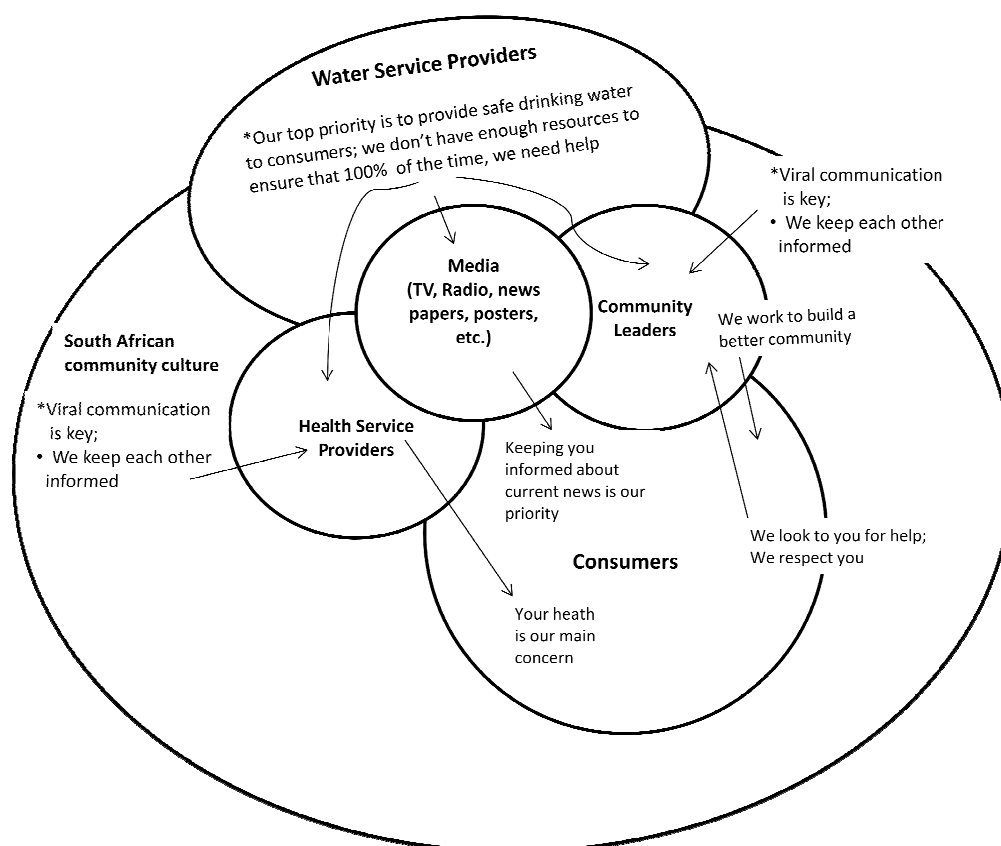 Water Service Providers
*Our top priority is to provide safe drinking water
to consumers; we don't have enough resources to
ensure that 100% of the time, we need help
*Viral communication
is key;
• We keep each other
informed
Media
(TV, Radio, news
papers, posters,
etc.)
Community
Leaders
We work to build a
better community
South African
community culture
*Viral communication
is key;
• We keep each other
informed
Health Service
Providers
Keeping you
informed about
current news is our
priority
We look to you for help;
We respect you
Consumers
Your heath
is our main
concern